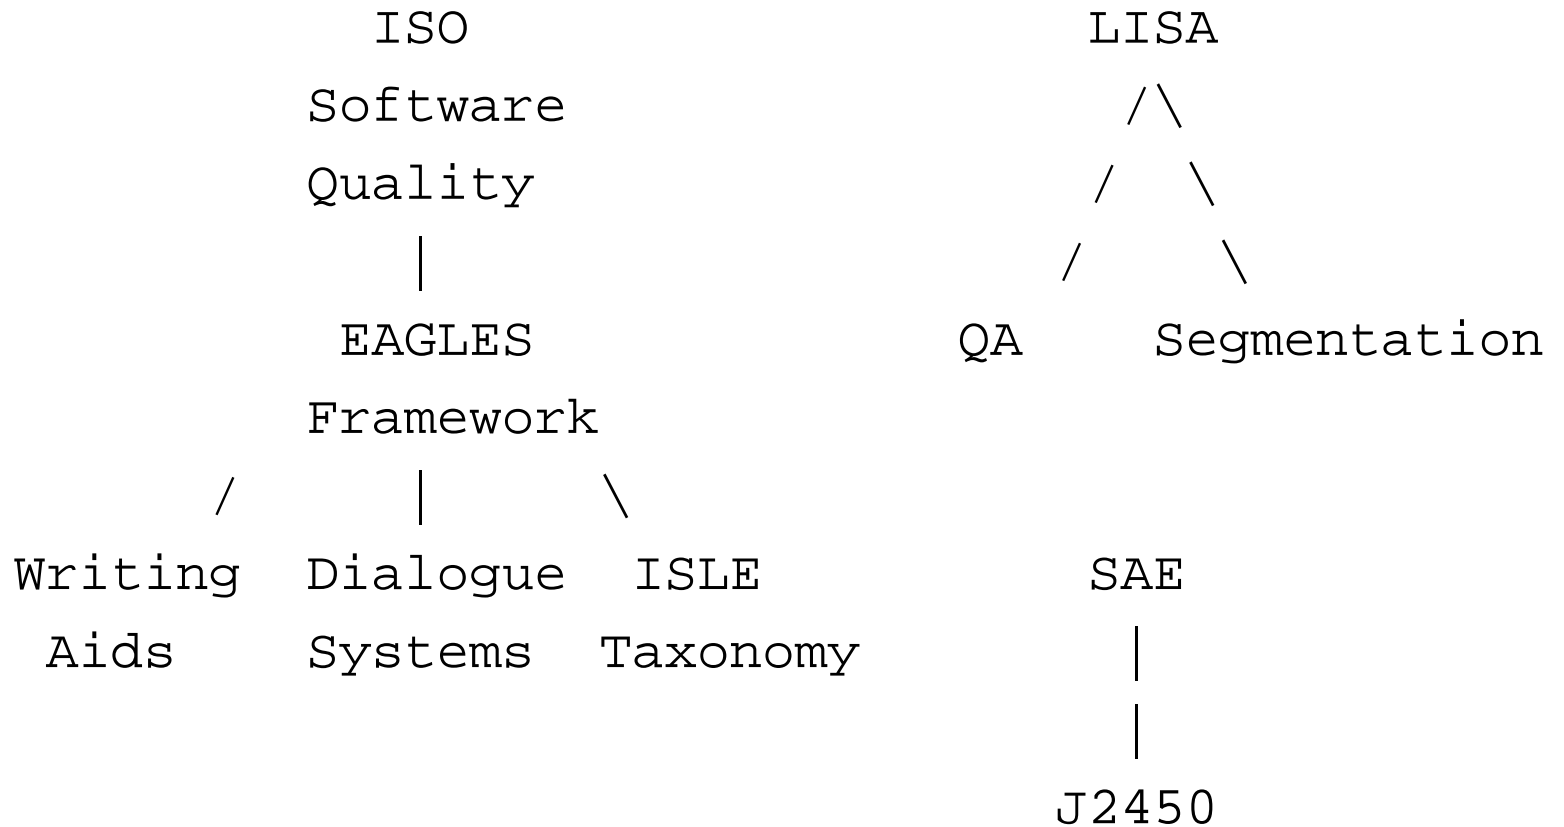 ISO LISA
Software
Quality
EAGLES QA Segmentation
Framework
Writing Dialogue ISLE SAE
Aids Systems Taxonomy
J2450